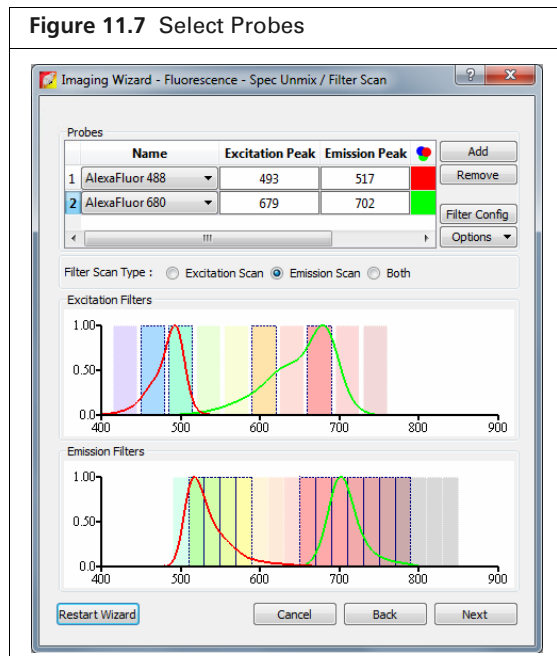 Figure 11.7 Select Probes
Imaging Wizard - Fluorescence - Spec Unmix / Filter Scan
Probes
Name Excitation Peak Emission Peak Add
1 AlexaFluor 488 493 517 Remove
2 AlexaFluor 680 679 702
Filter Config
Options
Filter Scan Type : Excitation Scan Emission Scan Both
Excitation Filters
1.00
0.50
0.0
400 500 600 700 800 900
Emission Filters
1.00
0.50
0.0
400 500 600 700 800 900
Restart Wizard Cancel Back Next